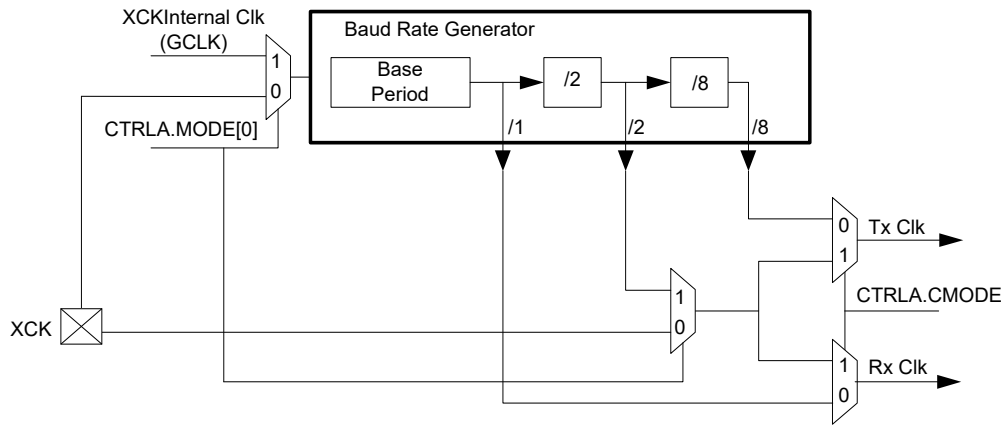 XCKInternal Clk
(GCLK)
Baud Rate Generator
1
0
Base
Period
/2
/8
CTRLA.MODE[0]
/1
/2
/8
0
Tx Clk
1
1
CTRLA.CMODE
XCK
0
1
Rx Clk
0